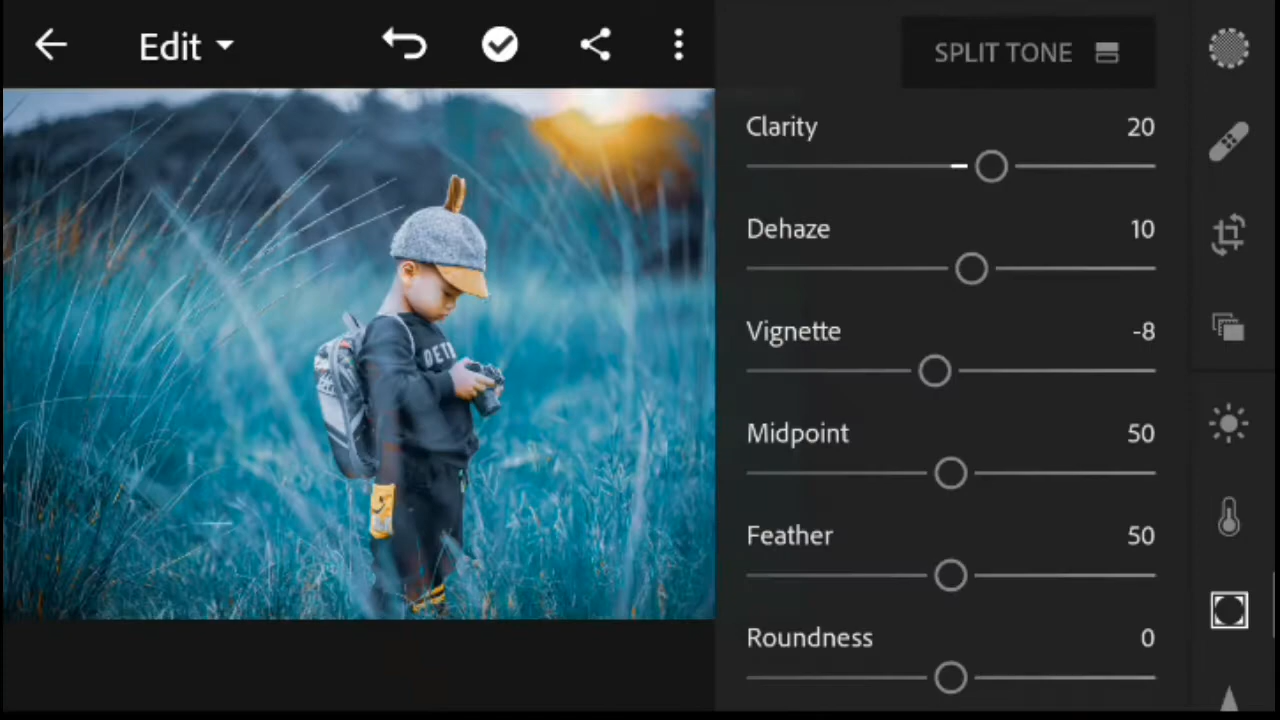 Edit
SPLIT TONE
Clarity 20
Dehaze 10
Vignette -8
Midpoint 50
Feather 50
Roundness 0